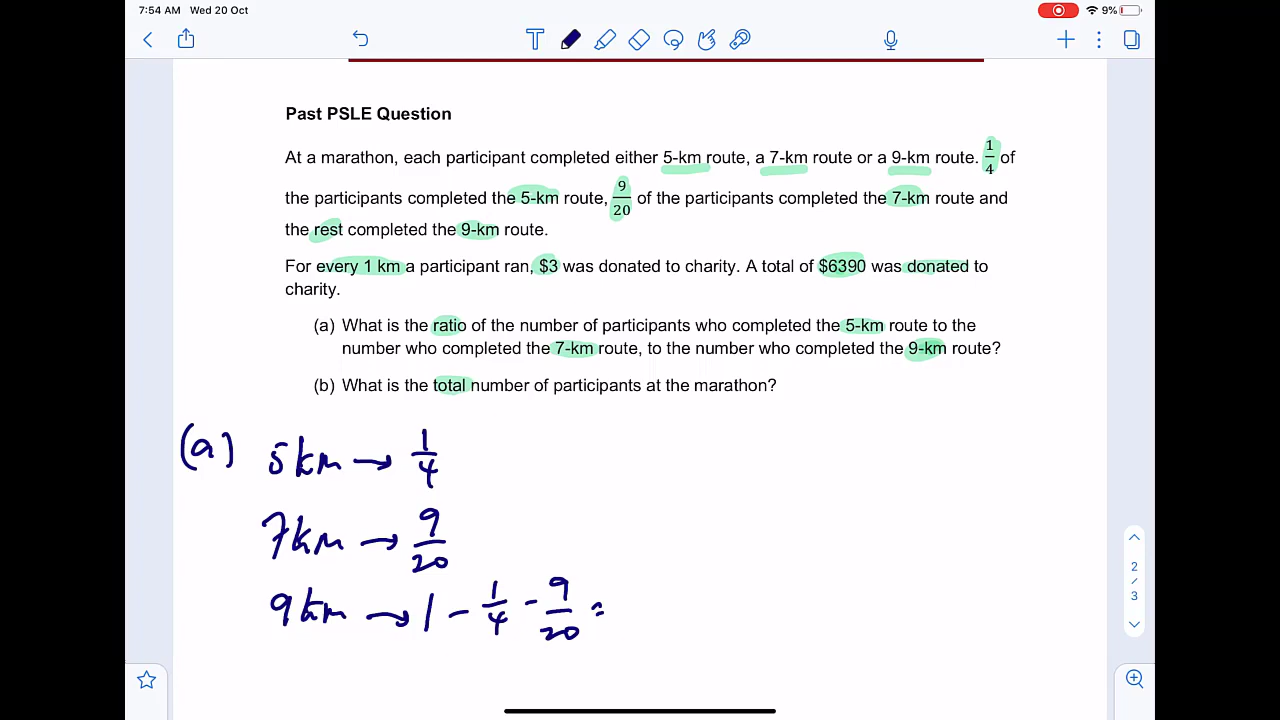 7:54 AM Wed 20 Oct 9%
T
Past PSLE Question
At a marathon, each participant completed either 5-km route, a 7-km route or a 9-km route. 1/4 of
the participants completed the 5-km route, 9/20 of the participants completed the 7-km route and
the rest completed the 9-km route.
For every 1 km a participant ran, $3 was donated to charity. A total of $6390 was donated to
charity.
(a) What is the ratio of the number of participants who completed the 5-km route to the
number who completed the 7-km route, to the number who completed the 9-km route?
(b) What is the total number of participants at the marathon?
(a) 5km → 1/4
7km → 9/20
9km → 1 - 1/4 - 9/20 =
2
/
3